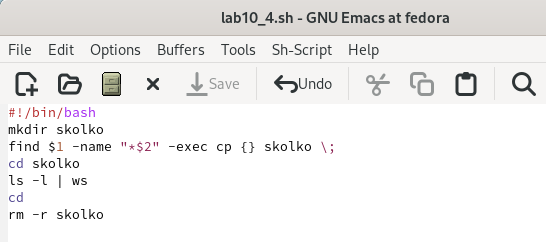 lab10_4.sh - GNU Emacs at fedora
File Edit Options Buffers Tools Sh-Script Help
Save Undo
#!/bin/bash
mkdir skolko
find $1 -name "*$2" -exec cp {} skolko \;
cd skolko
ls -l | ws
cd
rm -r skolko